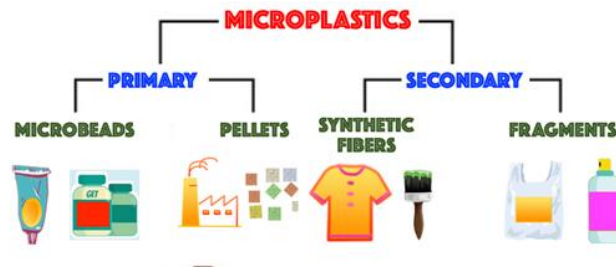 MICROPLASTICS
PRIMARY
SECONDARY
MICROBEADS
PELLETS
SYNTHETIC
FIBERS
FRAGMENTS
GET